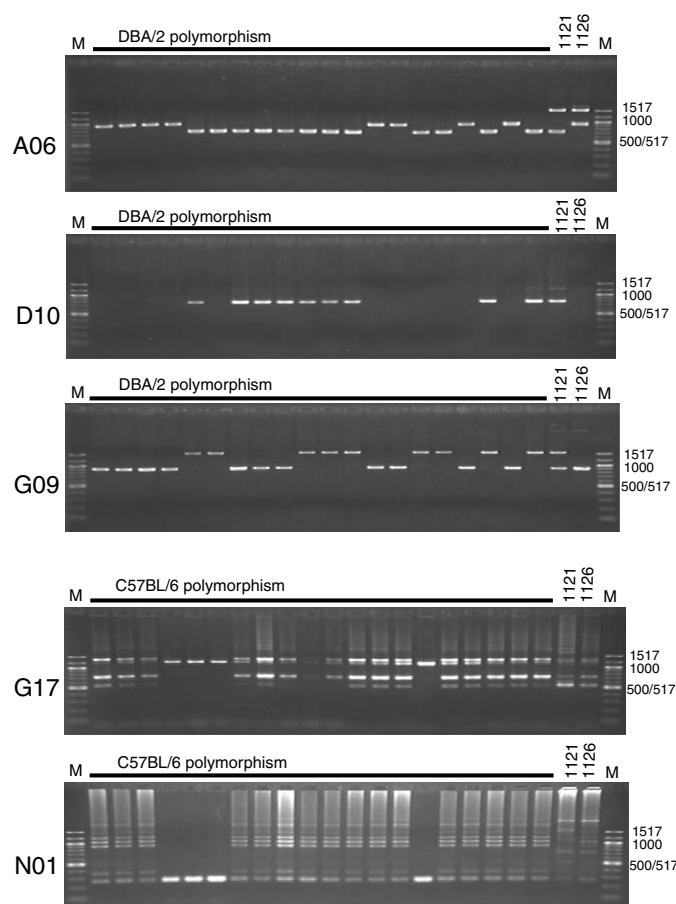 DBA/2 polymorphism
M 1121 1126 M
A06
1517
1000
500/517
DBA/2 polymorphism
M 1121 1126 M
D10
1517
1000
500/517
DBA/2 polymorphism
M 1121 1126 M
G09
1517
1000
500/517
C57BL/6 polymorphism
M 1121 1126 M
G17
1517
1000
500/517
C57BL/6 polymorphism
M 1121 1126 M
N01
1517
1000
500/517